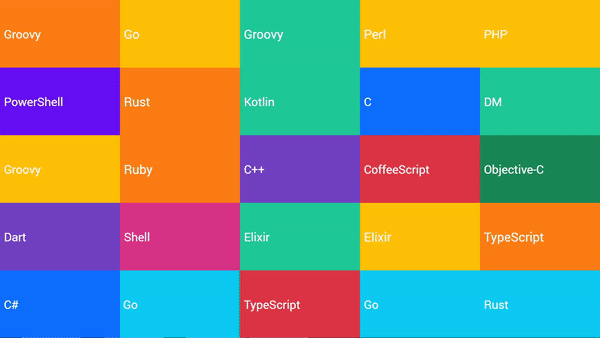 Groovy
Go
Groovy
Perl
PHP
PowerShell
Rust
Kotlin
C
DM
Groovy
Ruby
C++
CoffeeScript
Objective-C
Dart
Shell
Elixir
Elixir
TypeScript
C#
Go
TypeScript
Go
Rust